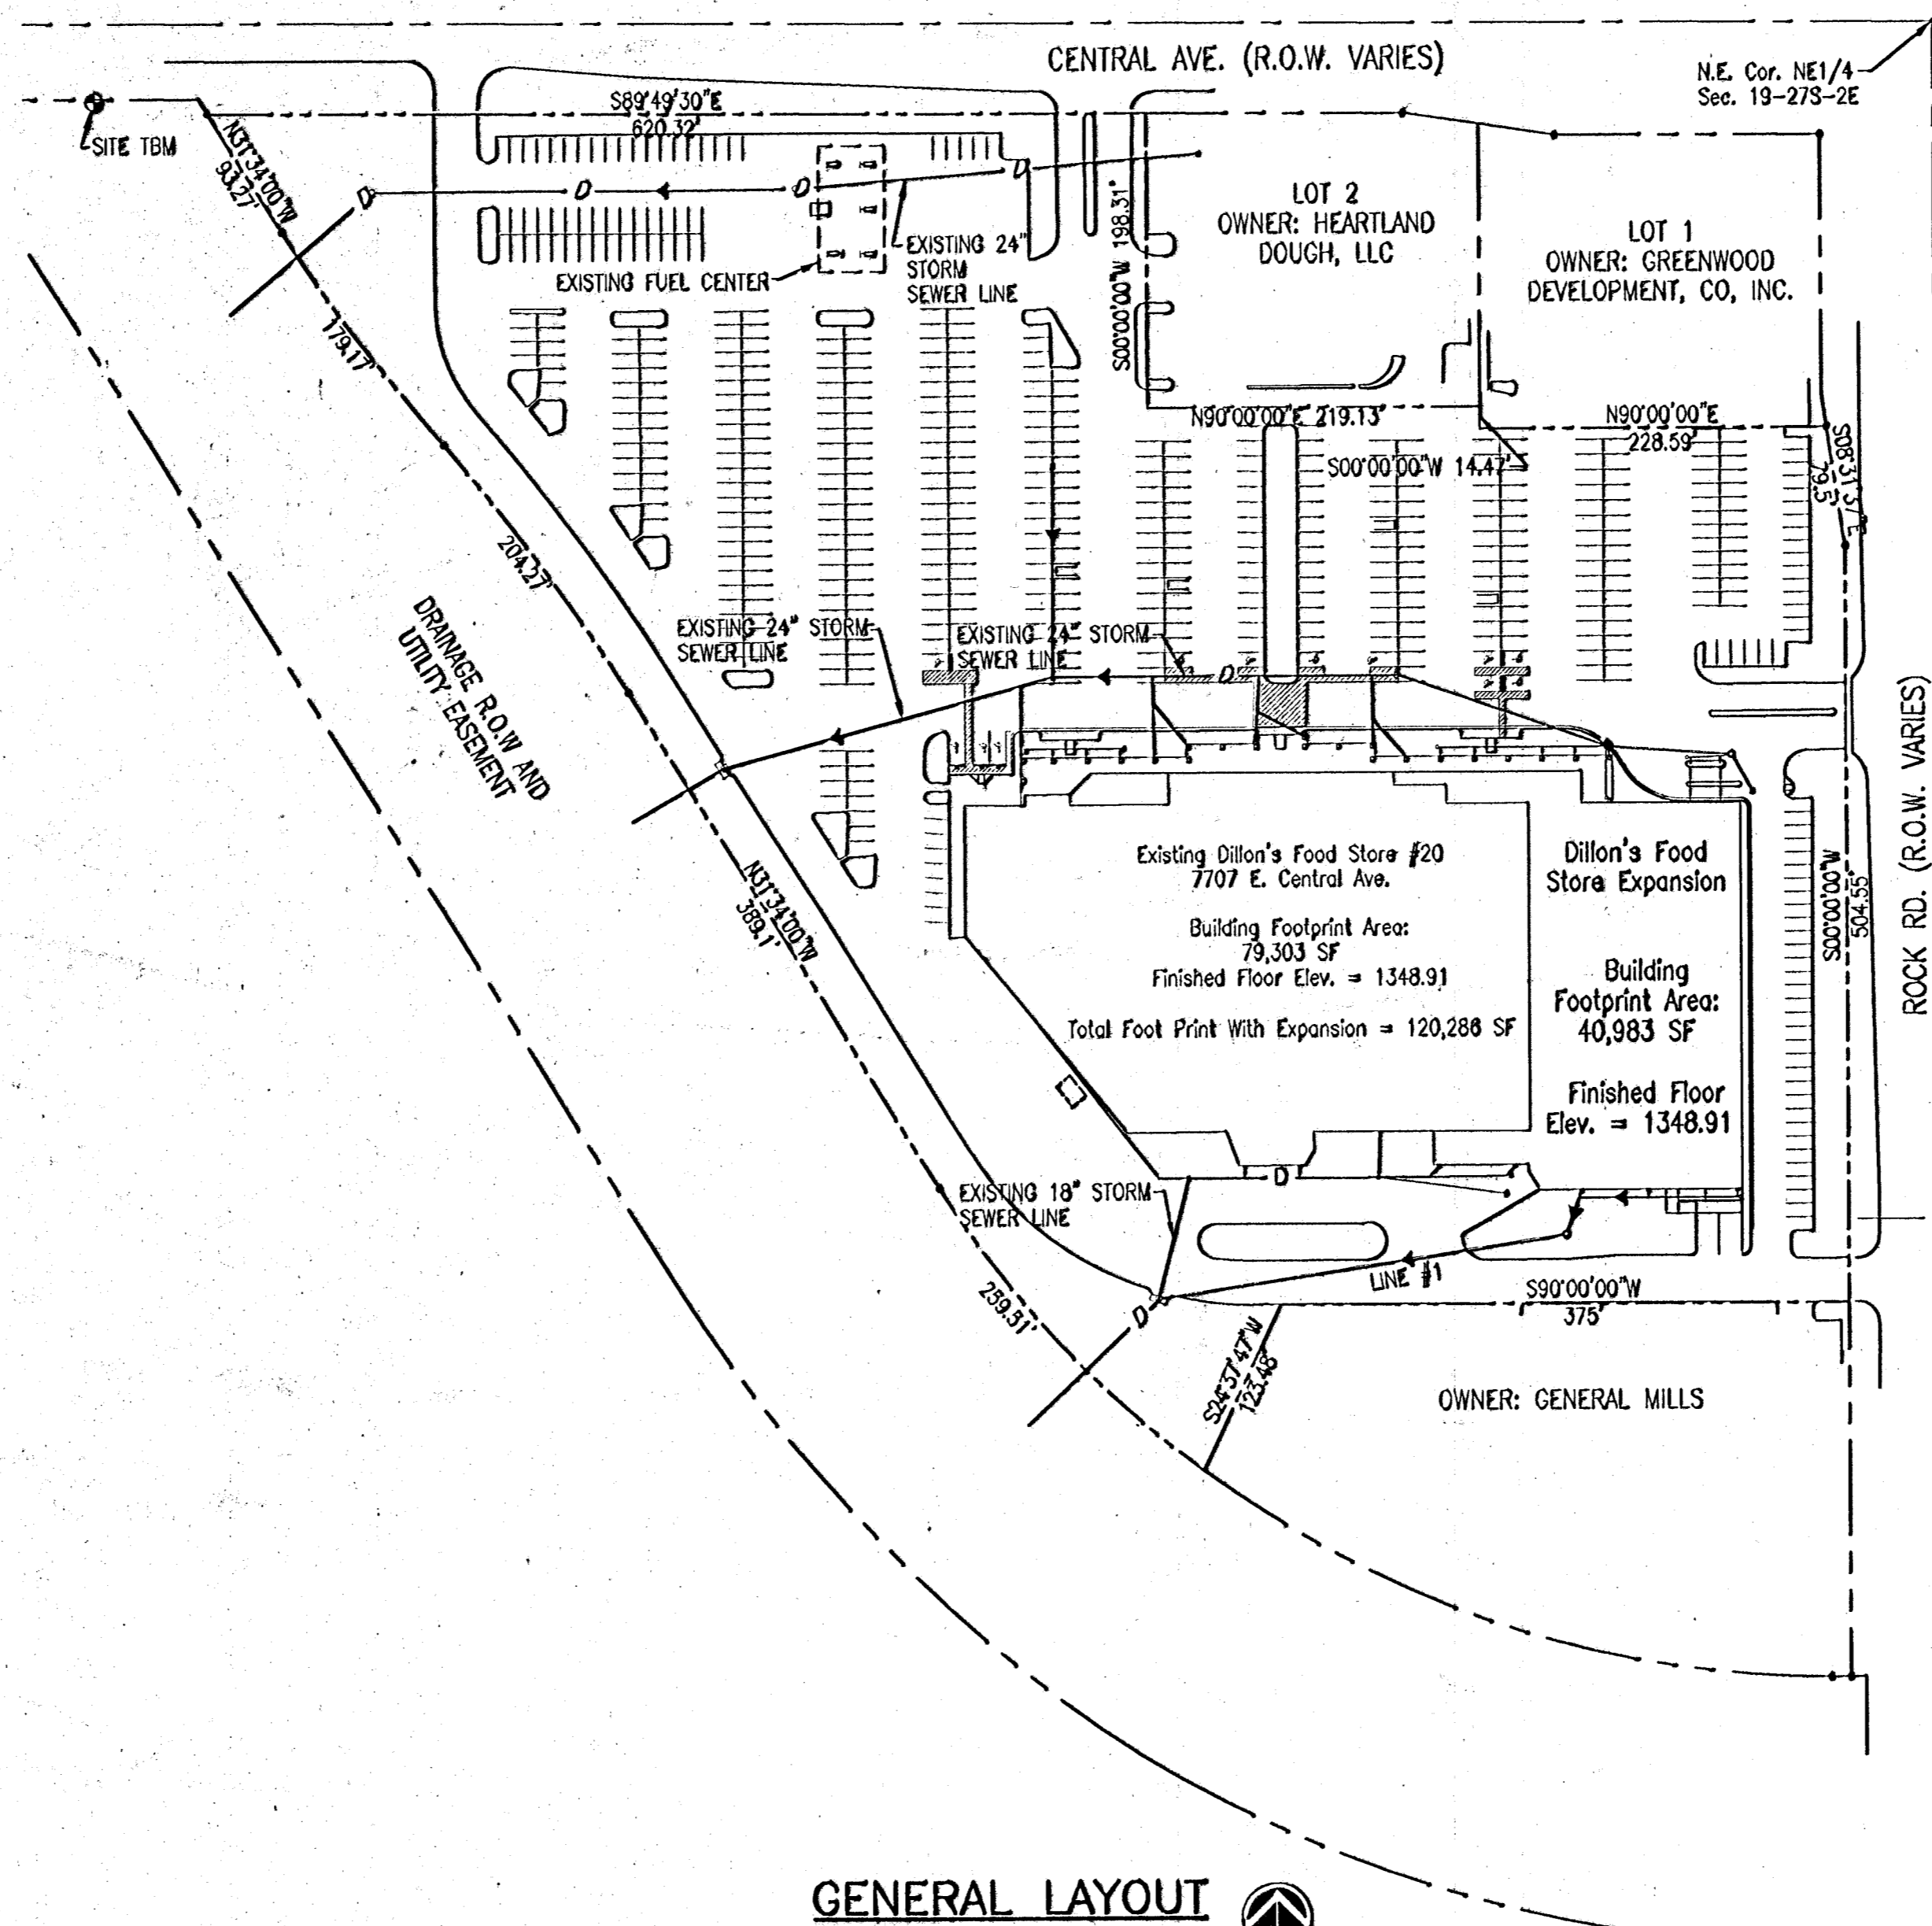 CENTRAL AVE. (R.O.W. VARIES)
N.E. Cor. NE1/4
Sec. 19-27S-2E
SITE TBM
S89°49'30"E
620.32'
N31°34'00"W
93.27'
LOT 2
OWNER: HEARTLAND
DOUGH, LLC
LOT 1
OWNER: GREENWOOD
DEVELOPMENT, CO, INC.
D
D
D
D
EXISTING 24"
STORM
SEWER LINE
EXISTING FUEL CENTER
S00°00'00"W 198.31'
179.17'
N90°00'00"E 219.13'
N90°00'00"E
228.59'
S00°00'00"W 14.47'
S08°31'37"E
79.5'
204.27'
DRAINAGE R.O.W AND
UTILITY EASEMENT
EXISTING 24" STORM
SEWER LINE
EXISTING 24" STORM
SEWER LINE
D
ROCK RD. (R.O.W. VARIES)
N31°34'00"W
389.1'
Existing Dillon's Food Store #20
7707 E. Central Ave.
Building Footprint Area:
79,303 SF
Finished Floor Elev. = 1348.91
Total Foot Print With Expansion = 120,286 SF
Dillon's Food
Store Expansion
Building
Footprint Area:
40,983 SF
Finished Floor
Elev. = 1348.91
S00°00'00"W
504.55'
EXISTING 18" STORM
SEWER LINE
D
D
LINE #1
S90°00'00"W
375'
259.51'
S24°37'47"W
123.48'
OWNER: GENERAL MILLS
GENERAL LAYOUT